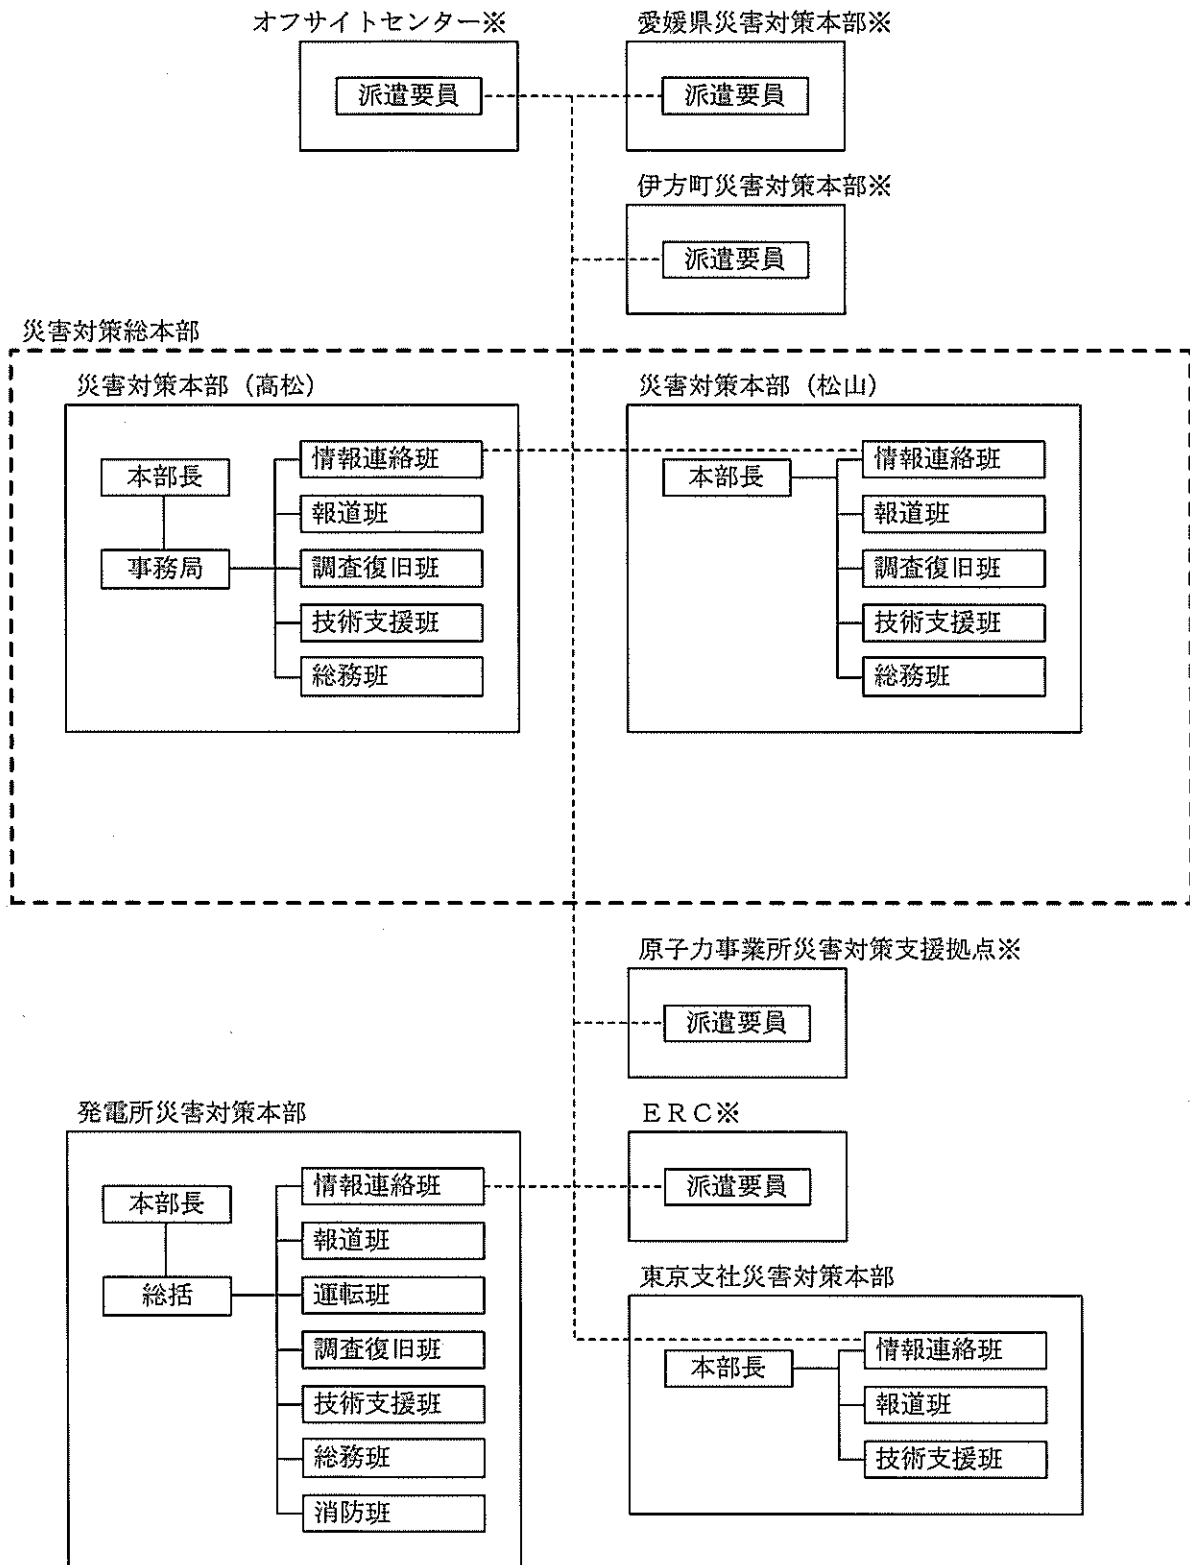 オフサイトセンター※
派遣要員
愛媛県災害対策本部※
派遣要員
伊方町災害対策本部※
派遣要員
災害対策総本部
災害対策本部（高松）
本部長
事務局
情報連絡班
報道班
調査復旧班
技術支援班
総務班
災害対策本部（松山）
本部長
情報連絡班
報道班
調査復旧班
技術支援班
総務班
原子力事業所災害対策支援拠点※
派遣要員
発電所災害対策本部
本部長
総括
情報連絡班
報道班
運転班
調査復旧班
技術支援班
総務班
消防班
ＥＲＣ※
派遣要員
東京支社災害対策本部
本部長
情報連絡班
報道班
技術支援班